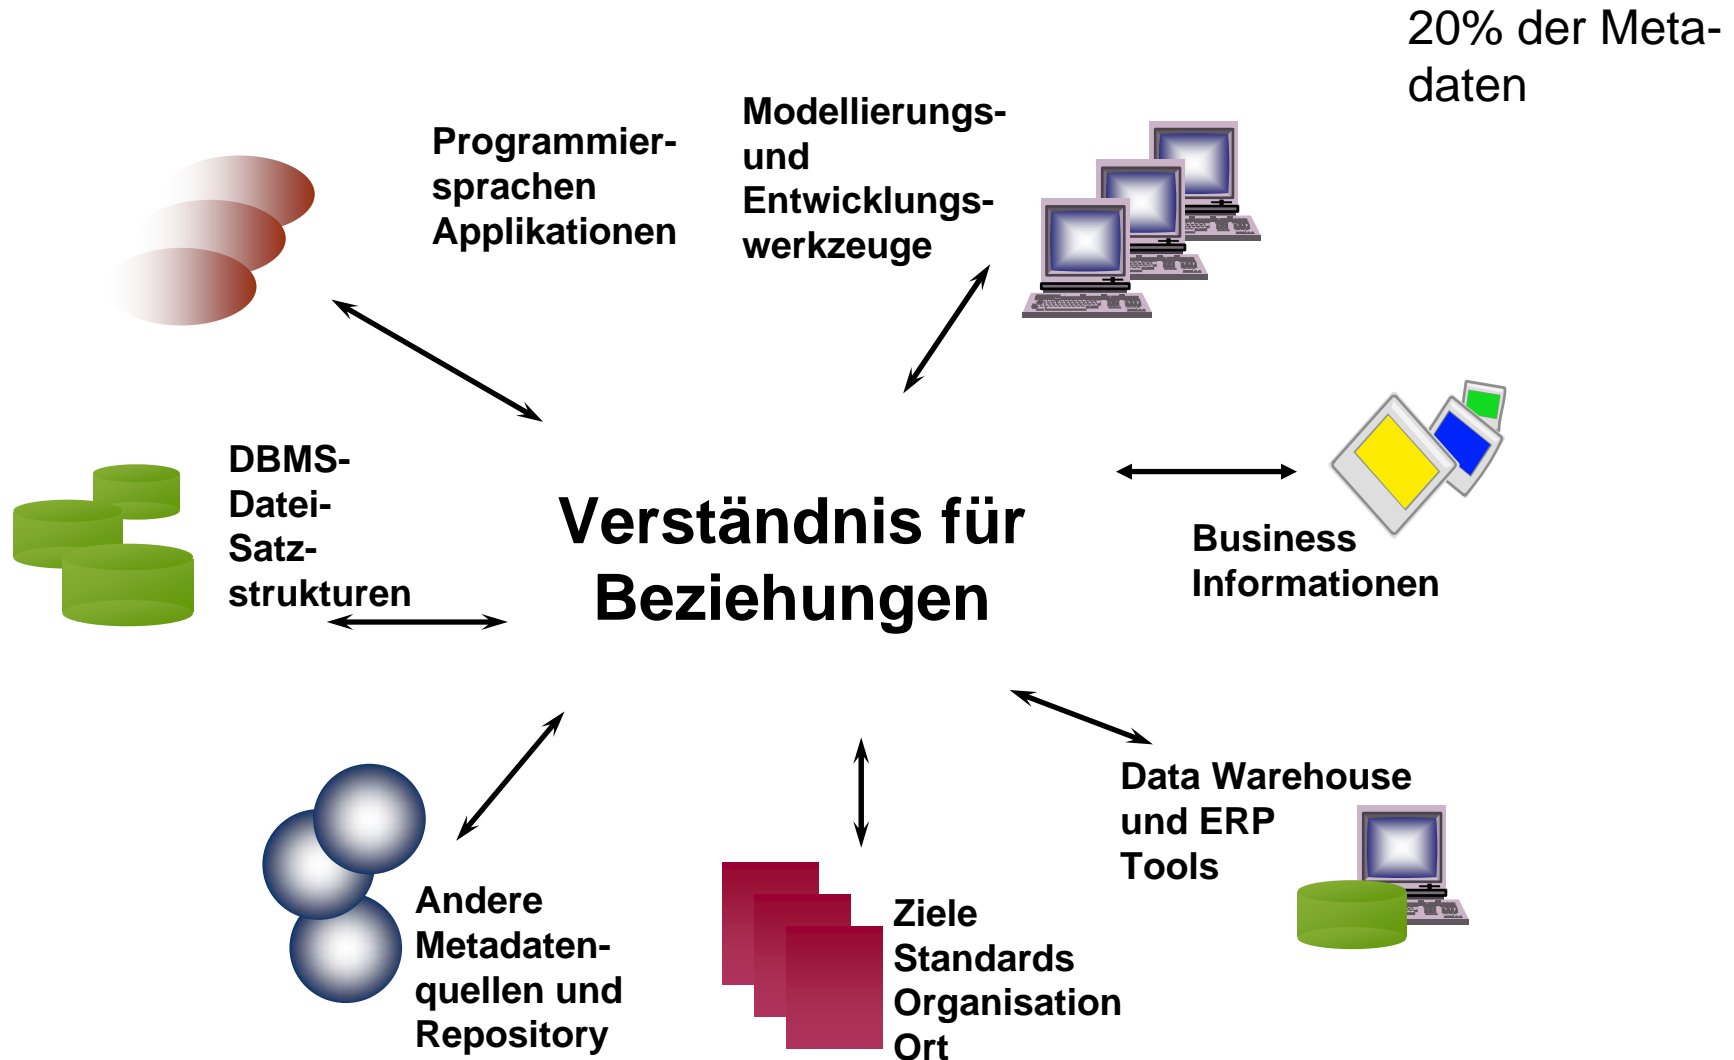 20% der Meta-
daten
Programmier-
sprachen
Applikationen
Modellierungs-
und
Entwicklungs-
werkzeuge
DBMS-
Datei-
Satz-
strukturen
Verständnis für
Beziehungen
Business
Informationen
Data Warehouse
und ERP
Tools
Andere
Metadaten-
quellen und
Repository
Ziele
Standards
Organisation
Ort